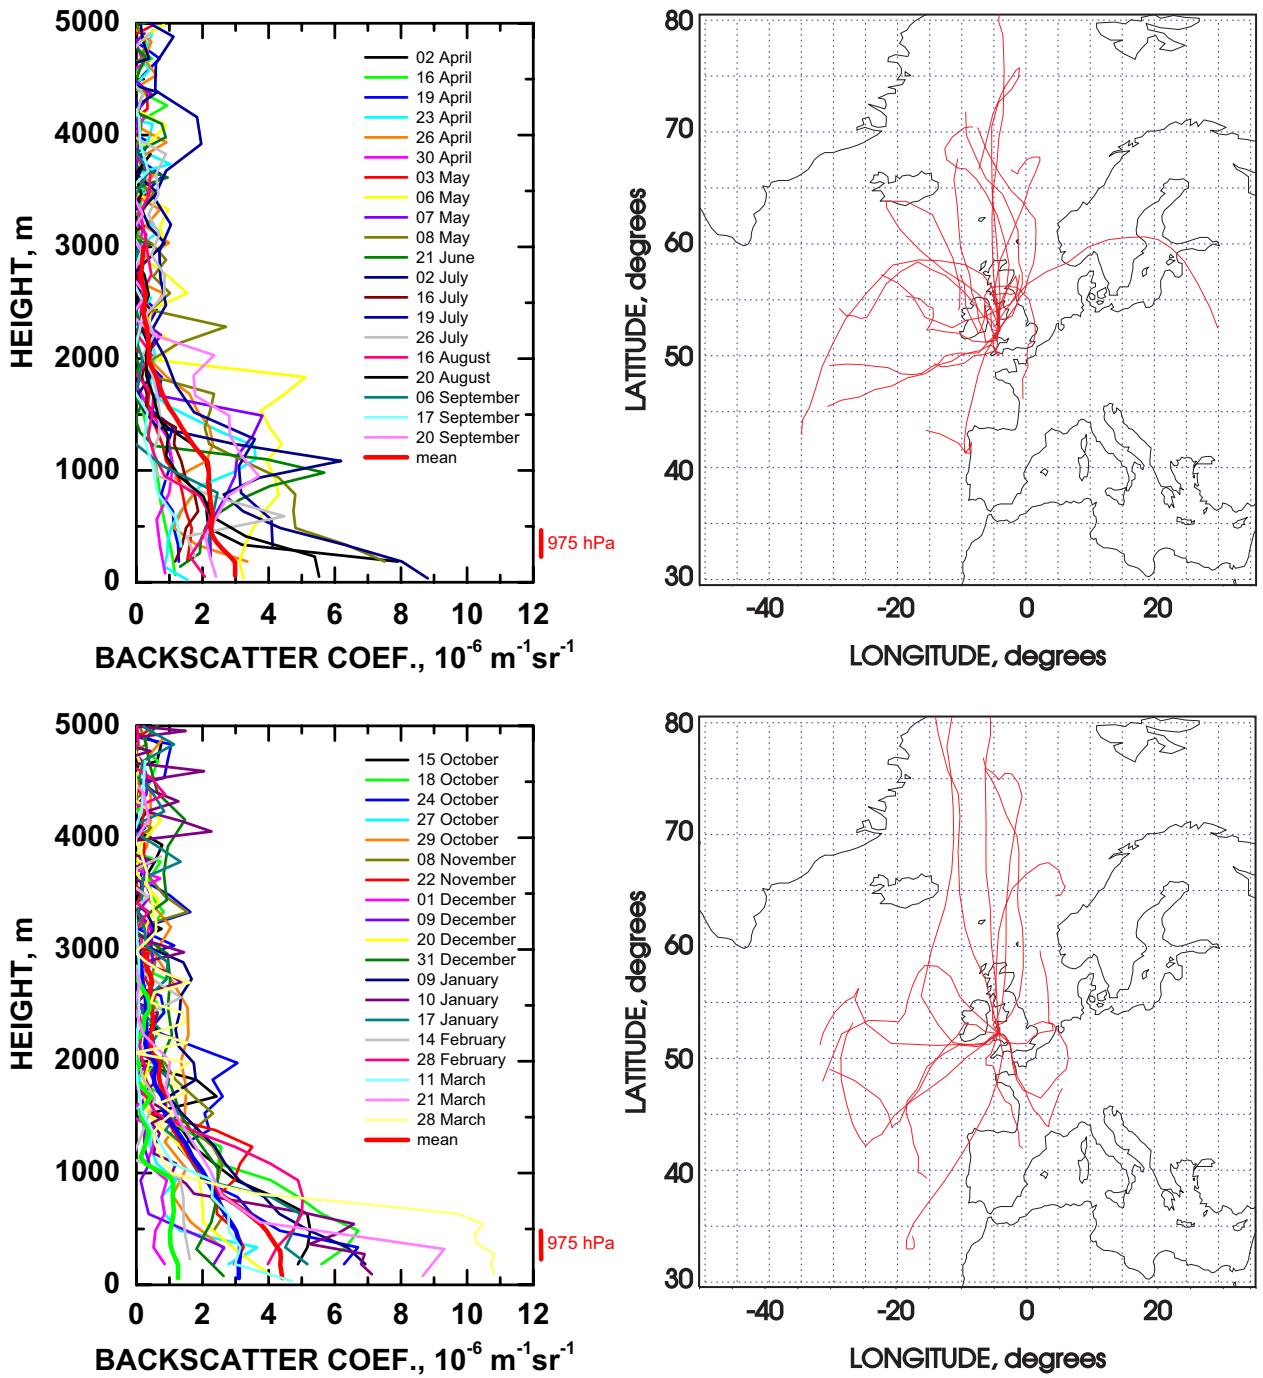 5000
4000
3000
2000
1000
0
HEIGHT, m
02 April
16 April
19 April
23 April
26 April
30 April
03 May
06 May
07 May
08 May
21 June
02 July
16 July
19 July
26 July
16 August
20 August
06 September
17 September
20 September
mean
975 hPa
0 2 4 6 8 10 12
BACKSCATTER COEF., 10⁻⁶ m⁻¹sr⁻¹
80
70
60
50
40
30
LATITUDE, degrees
-40 -20 0 20
LONGITUDE, degrees
5000
4000
3000
2000
1000
0
HEIGHT, m
15 October
18 October
24 October
27 October
29 October
08 November
22 November
01 December
09 December
20 December
31 December
09 January
10 January
17 January
14 February
28 February
11 March
21 March
28 March
mean
975 hPa
0 2 4 6 8 10 12
BACKSCATTER COEF., 10⁻⁶ m⁻¹sr⁻¹
80
70
60
50
40
30
LATITUDE, degrees
-40 -20 0 20
LONGITUDE, degrees